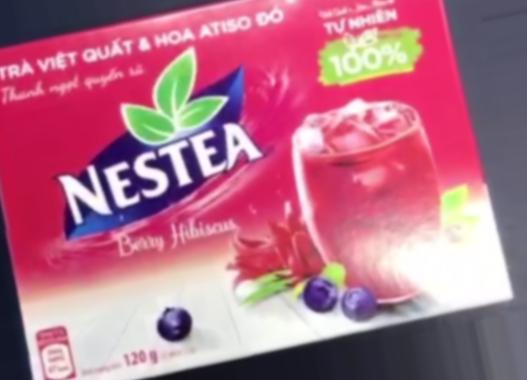 TRÀ VIỆT QUẤT & HOA ATISO ĐỎ
Thanh ngọt quyến rũ
TỰ NHIÊN
100%
NESTEA
Berry Hibiscus
120 g